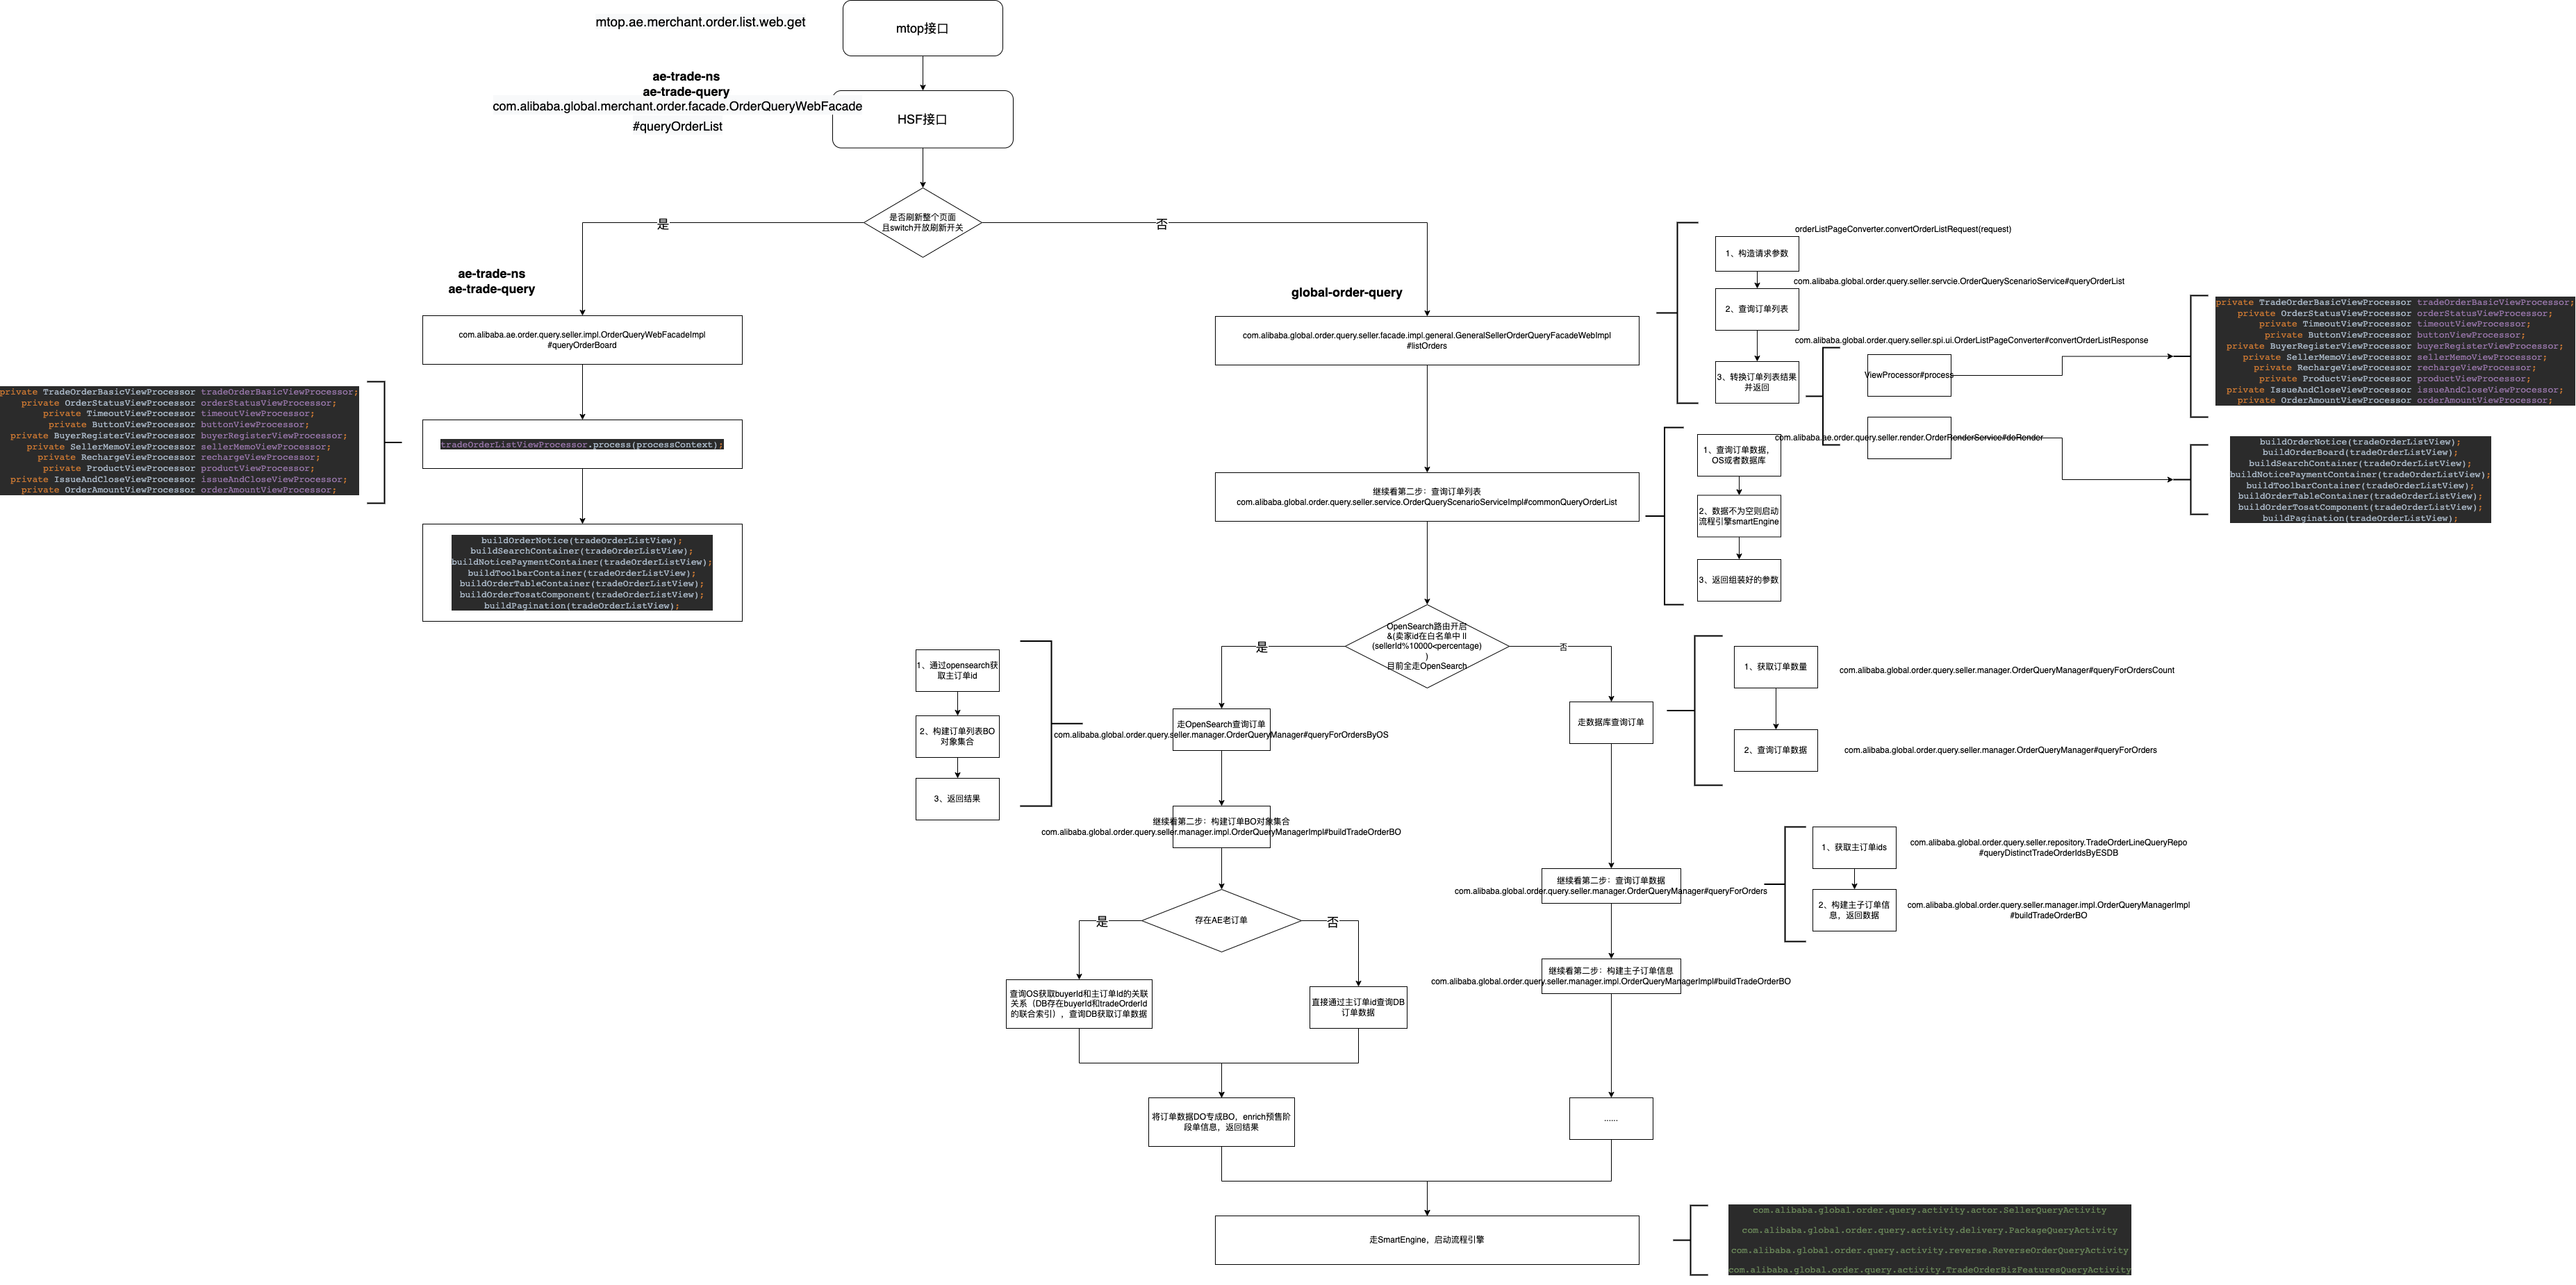 mtop.ae.merchant.order.list.web.get
mtop接口
ae-trade-ns
ae-trade-query
com.alibaba.global.merchant.order.facade.OrderQueryWebFacade
#queryOrderList
HSF接口
是否刷新整个页面
且switch开放刷新开关
是
否
ae-trade-ns
ae-trade-query
com.alibaba.ae.order.query.seller.impl.OrderQueryWebFacadeImpl
#queryOrderBoard
private TradeOrderBasicViewProcessor tradeOrderBasicViewProcessor;
private OrderStatusViewProcessor orderStatusViewProcessor;
private TimeoutViewProcessor timeoutViewProcessor;
private ButtonViewProcessor buttonViewProcessor;
private BuyerRegisterViewProcessor buyerRegisterViewProcessor;
private SellerMemoViewProcessor sellerMemoViewProcessor;
private RechargeViewProcessor rechargeViewProcessor;
private ProductViewProcessor productViewProcessor;
private IssueAndCloseViewProcessor issueAndCloseViewProcessor;
private OrderAmountViewProcessor orderAmountViewProcessor;
tradeOrderListViewProcessor.process(processContext);
buildOrderNotice(tradeOrderListView);
buildSearchContainer(tradeOrderListView);
buildNoticePaymentContainer(tradeOrderListView);
buildToolbarContainer(tradeOrderListView);
buildOrderTableContainer(tradeOrderListView);
buildOrderTosatComponent(tradeOrderListView);
buildPagination(tradeOrderListView);
global-order-query
com.alibaba.global.order.query.seller.facade.impl.general.GeneralSellerOrderQueryFacadeWebImpl
#listOrders
orderListPageConverter.convertOrderListRequest(request)
1、构造请求参数
com.alibaba.global.order.query.seller.servcie.OrderQueryScenarioService#queryOrderList
2、查询订单列表
com.alibaba.global.order.query.seller.spi.ui.OrderListPageConverter#convertOrderListResponse
3、转换订单列表结果
并返回
ViewProcessor#process
private TradeOrderBasicViewProcessor tradeOrderBasicViewProcessor;
private OrderStatusViewProcessor orderStatusViewProcessor;
private TimeoutViewProcessor timeoutViewProcessor;
private ButtonViewProcessor buttonViewProcessor;
private BuyerRegisterViewProcessor buyerRegisterViewProcessor;
private SellerMemoViewProcessor sellerMemoViewProcessor;
private RechargeViewProcessor rechargeViewProcessor;
private ProductViewProcessor productViewProcessor;
private IssueAndCloseViewProcessor issueAndCloseViewProcessor;
private OrderAmountViewProcessor orderAmountViewProcessor;
com.alibaba.ae.order.query.seller.render.OrderRenderService#doRender
buildOrderNotice(tradeOrderListView);
buildOrderBoard(tradeOrderListView);
buildSearchContainer(tradeOrderListView);
buildNoticePaymentContainer(tradeOrderListView);
buildToolbarContainer(tradeOrderListView);
buildOrderTableContainer(tradeOrderListView);
buildOrderTosatComponent(tradeOrderListView);
buildPagination(tradeOrderListView);
继续看第二步：查询订单列表
com.alibaba.global.order.query.seller.service.OrderQueryScenarioServiceImpl#commonQueryOrderList
1、查询订单数据，
OS或者数据库
2、数据不为空则启动
流程引擎smartEngine
3、返回组装好的参数
OpenSearch路由开启
&(卖家id在白名单中 ||
(sellerId%10000<percentage)
)
目前全走OpenSearch
是
否
1、通过opensearch获
取主订单id
2、构建订单列表BO
对象集合
3、返回结果
走OpenSearch查询订单
com.alibaba.global.order.query.seller.manager.OrderQueryManager#queryForOrdersByOS
走数据库查询订单
1、获取订单数量
com.alibaba.global.order.query.seller.manager.OrderQueryManager#queryForOrdersCount
2、查询订单数据
com.alibaba.global.order.query.seller.manager.OrderQueryManager#queryForOrders
继续看第二步：构建订单BO对象集合
com.alibaba.global.order.query.seller.manager.impl.OrderQueryManagerImpl#buildTradeOrderBO
存在AE老订单
是
否
继续看第二步：查询订单数据
com.alibaba.global.order.query.seller.manager.OrderQueryManager#queryForOrders
1、获取主订单ids
com.alibaba.global.order.query.seller.repository.TradeOrderLineQueryRepo
#queryDistinctTradeOrderIdsByESDB
2、构建主子订单信
息，返回数据
com.alibaba.global.order.query.seller.manager.impl.OrderQueryManagerImpl
#buildTradeOrderBO
继续看第二步：构建主子订单信息
com.alibaba.global.order.query.seller.manager.impl.OrderQueryManagerImpl#buildTradeOrderBO
查询OS获取buyerId和主订单Id的关联
关系（DB存在buyerId和tradeOrderId
的联合索引），查询DB获取订单数据
直接通过主订单id查询DB
订单数据
将订单数据DO专成BO，enrich预售阶
段单信息，返回结果
......
走SmartEngine，启动流程引擎
com.alibaba.global.order.query.activity.actor.SellerQueryActivity
com.alibaba.global.order.query.activity.delivery.PackageQueryActivity
com.alibaba.global.order.query.activity.reverse.ReverseOrderQueryActivity
com.alibaba.global.order.query.activity.TradeOrderBizFeaturesQueryActivity